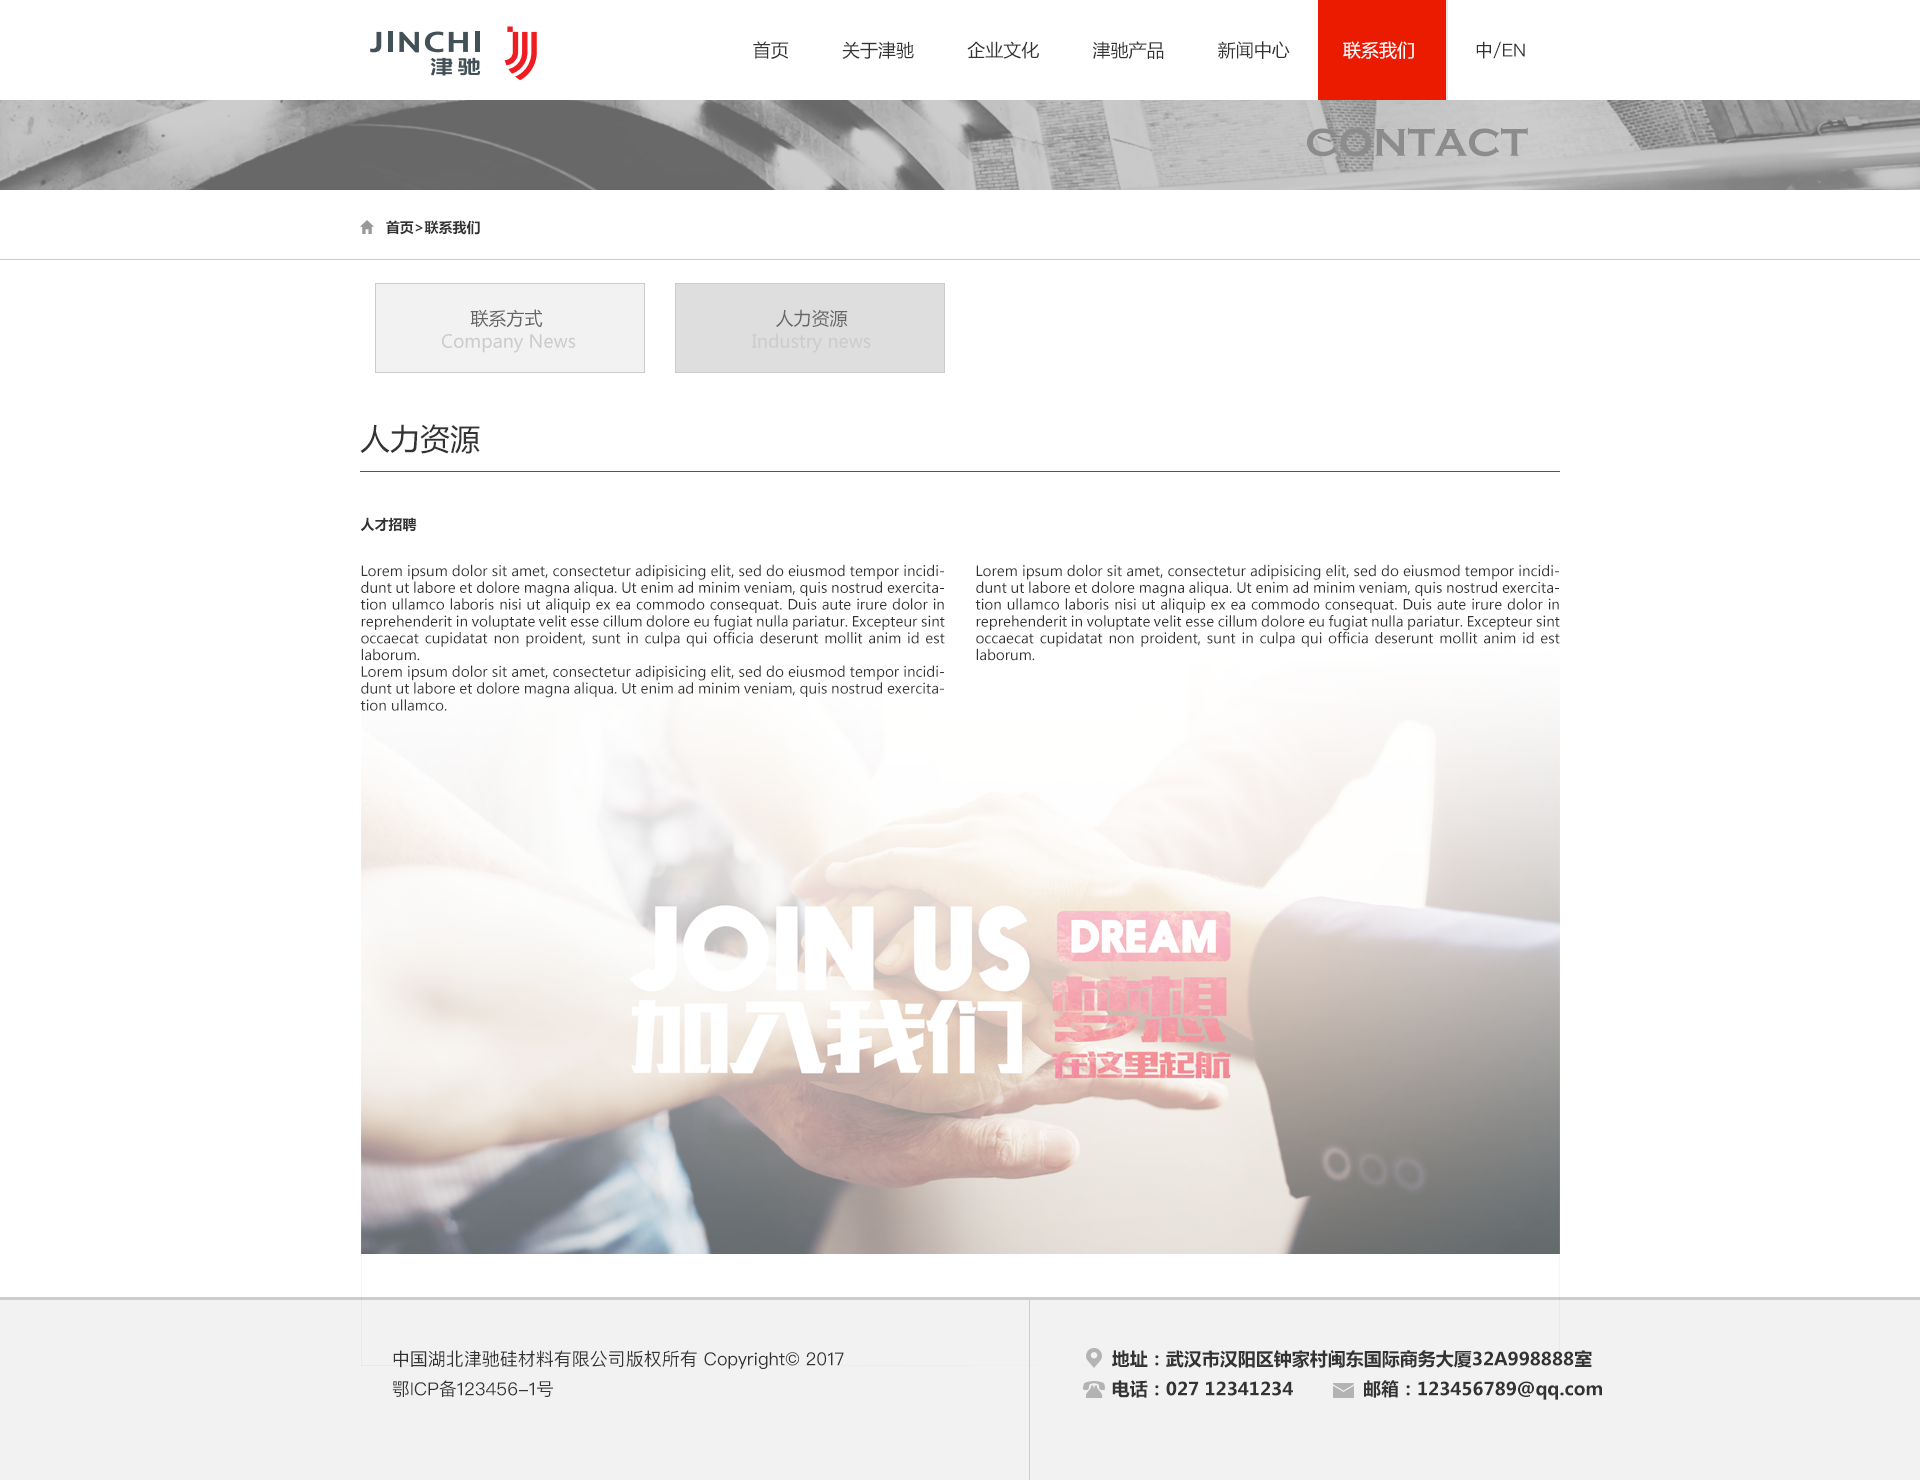 JINCHI
津驰
首页
关于津驰
企业文化
津驰产品
新闻中心
联系我们
中/EN
CONTACT
首页>联系我们
联系方式
Company News
人力资源
Industry news
人力资源
人才招聘
Lorem ipsum dolor sit amet, consectetur adipisicing elit, sed do eiusmod tempor incidi-
dunt ut labore et dolore magna aliqua. Ut enim ad minim veniam, quis nostrud exercita-
tion ullamco laboris nisi ut aliquip ex ea commodo consequat. Duis aute irure dolor in
reprehenderit in voluptate velit esse cillum dolore eu fugiat nulla pariatur. Excepteur sint
occaecat cupidatat non proident, sunt in culpa qui officia deserunt mollit anim id est
laborum.
Lorem ipsum dolor sit amet, consectetur adipisicing elit, sed do eiusmod tempor incidi-
dunt ut labore et dolore magna aliqua. Ut enim ad minim veniam, quis nostrud exercita-
tion ullamco.
Lorem ipsum dolor sit amet, consectetur adipisicing elit, sed do eiusmod tempor incidi-
dunt ut labore et dolore magna aliqua. Ut enim ad minim veniam, quis nostrud exercita-
tion ullamco laboris nisi ut aliquip ex ea commodo consequat. Duis aute irure dolor in
reprehenderit in voluptate velit esse cillum dolore eu fugiat nulla pariatur. Excepteur sint
occaecat cupidatat non proident, sunt in culpa qui officia deserunt mollit anim id est
laborum.
JOIN US
加入我们
DREAM
梦想
在这里起航
中国湖北津驰硅材料有限公司版权所有 Copyright© 2017
鄂ICP备123456-1号
地址：武汉市汉阳区钟家村闽东国际商务大厦32A998888室
电话：027 12341234
邮箱：123456789@qq.com